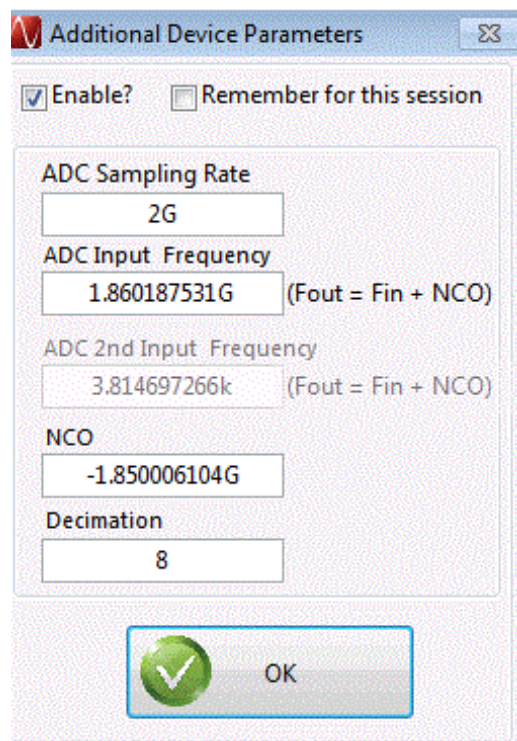 Additional Device Parameters
Enable? Remember for this session
ADC Sampling Rate
2G
ADC Input Frequency
1.860187531G (Fout = Fin + NCO)
ADC 2nd Input Frequency
3.814697266k (Fout = Fin + NCO)
NCO
-1.850006104G
Decimation
8
OK